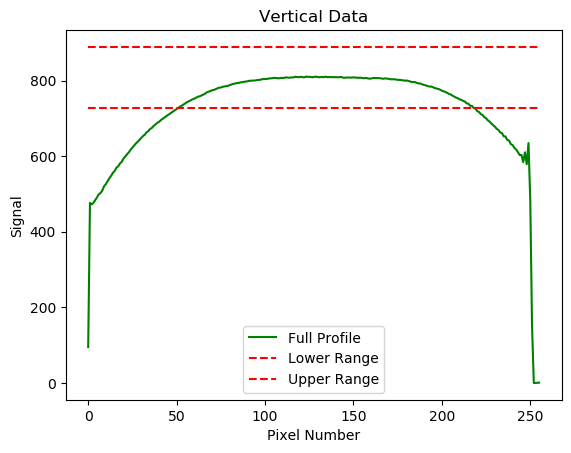 Vertical Data
Signal
800
600
400
200
0
0 50 100 150 200 250
Pixel Number
Full Profile
Lower Range
Upper Range